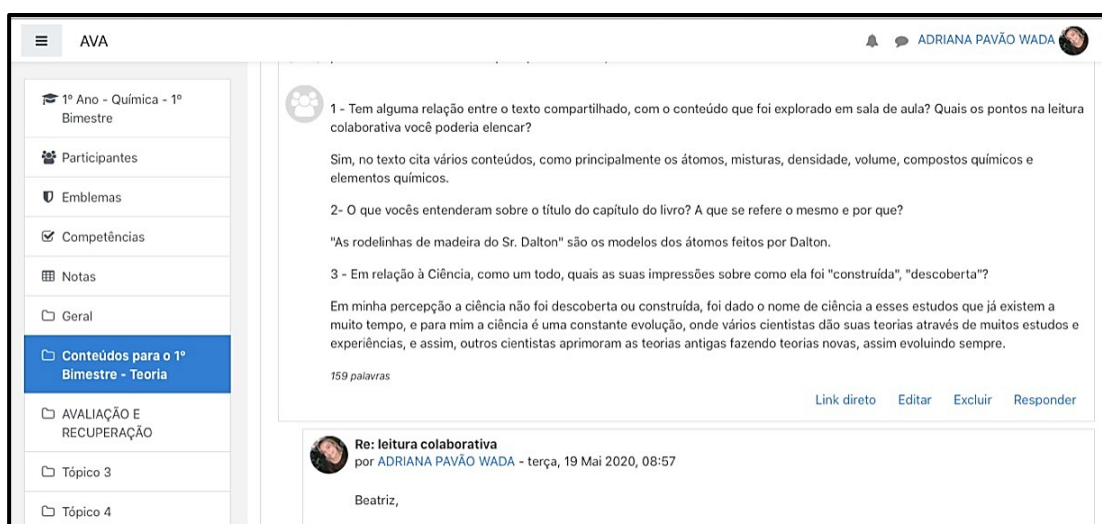 AVA
ADRIANA PAVÃO WADA
1º Ano - Química - 1º
Bimestre
Participantes
Emblemas
Competências
Notas
Geral
Conteúdos para o 1º
Bimestre - Teoria
AVALIAÇÃO E
RECUPERAÇÃO
Tópico 3
Tópico 4
1 - Tem alguma relação entre o texto compartilhado, com o conteúdo que foi explorado em sala de aula? Quais os pontos na leitura
colaborativa você poderia elencar?
Sim, no texto cita vários conteúdos, como principalmente os átomos, misturas, densidade, volume, compostos químicos e
elementos químicos.
2- O que vocês entenderam sobre o título do capítulo do livro? A que se refere o mesmo e por que?
"As rodelinhas de madeira do Sr. Dalton" são os modelos dos átomos feitos por Dalton.
3 - Em relação à Ciência, como um todo, quais as suas impressões sobre como ela foi "construída", "descoberta"?
Em minha percepção a ciência não foi descoberta ou construída, foi dado o nome de ciência a esses estudos que já existem a
muito tempo, e para mim a ciência é uma constante evolução, onde vários cientistas dão suas teorias através de muitos estudos e
experiências, e assim, outros cientistas aprimoram as teorias antigas fazendo teorias novas, assim evoluindo sempre.
159 palavras
Link direto Editar Excluir Responder
Re: leitura colaborativa
por ADRIANA PAVÃO WADA - terça, 19 Mai 2020, 08:57
Beatriz,